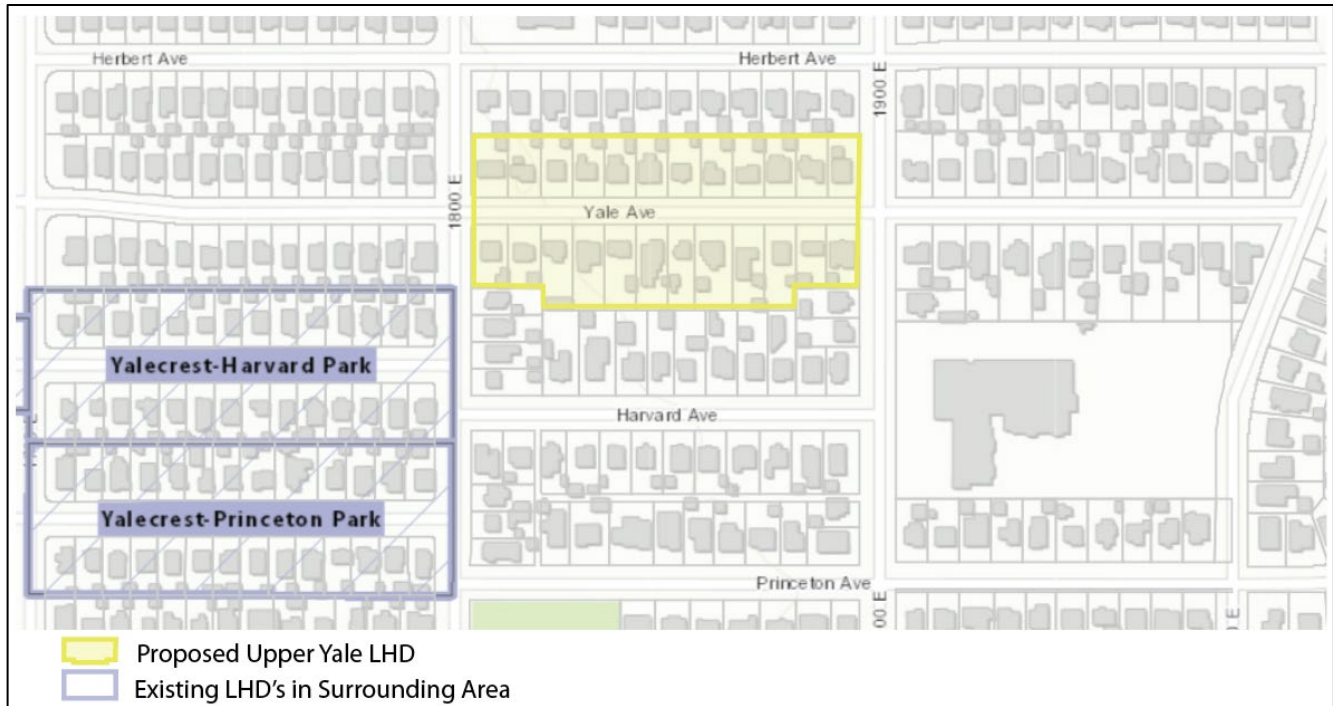 Herbert Ave
Herbert Ave
1900 E
1800 E
Yale Ave
Yalecrest-Harvard Park
Harvard Ave
Yalecrest-Princeton Park
Princeton Ave
00 E
E
Proposed Upper Yale LHD
Existing LHD's in Surrounding Area